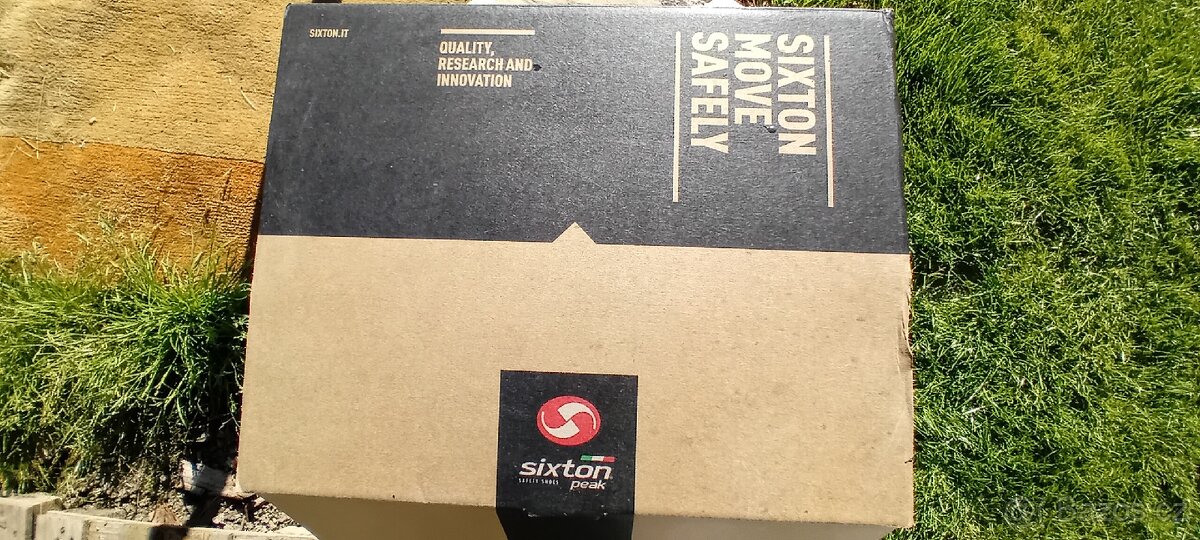 SIXTON.IT
QUALITY,
RESEARCH AND
INNOVATION
SIXTON
MOVE
SAFELY
sixton
SAFETY SHOES
peak